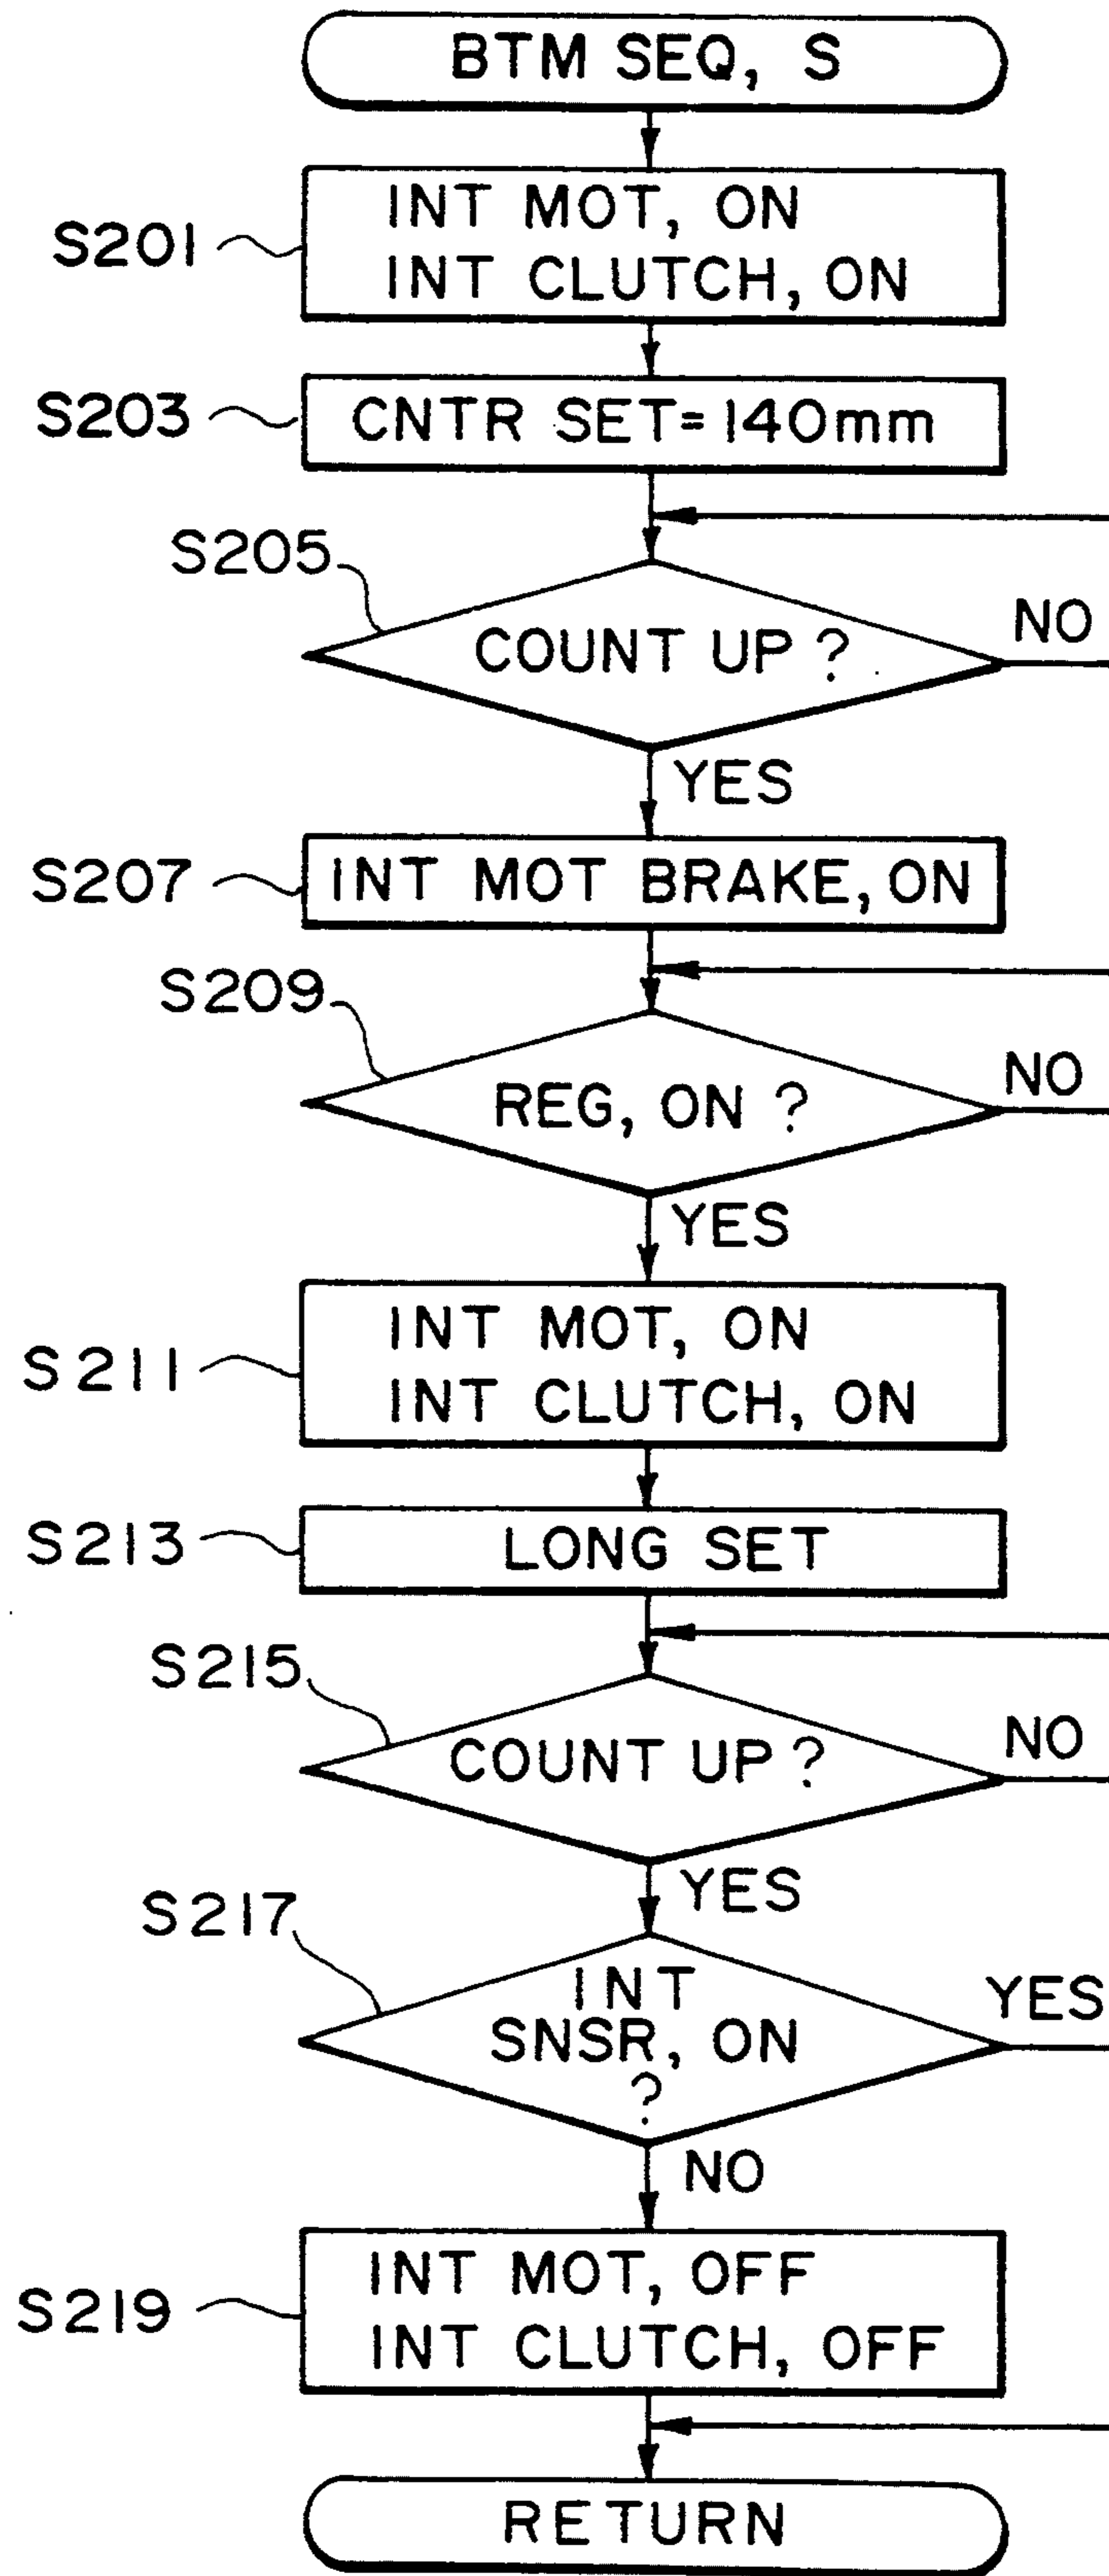 BTM SEQ, S
S201
INT MOT, ON
INT CLUTCH, ON
S203
CNTR SET=140mm
S205
COUNT UP ?
NO
YES
S207
INT MOT BRAKE, ON
S209
REG, ON ?
NO
YES
S211
INT MOT, ON
INT CLUTCH, ON
S213
LONG SET
S215
COUNT UP ?
NO
YES
S217
INT
SNSR, ON
?
YES
NO
S219
INT MOT, OFF
INT CLUTCH, OFF
RETURN